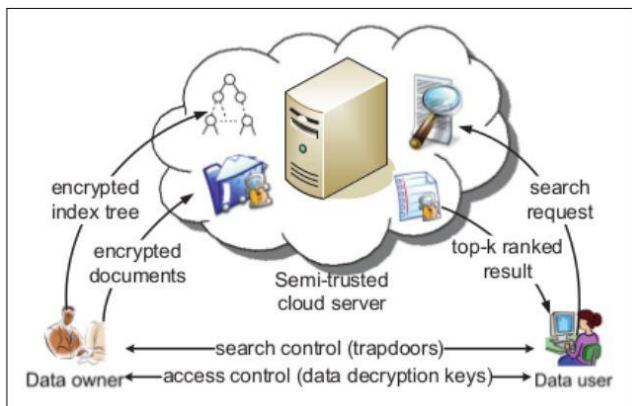 encrypted
index tree
encrypted
documents
Semi-trusted
cloud server
search
request
top-k ranked
result
search control (trapdoors)
access control (data decryption keys)
Data owner
Data user